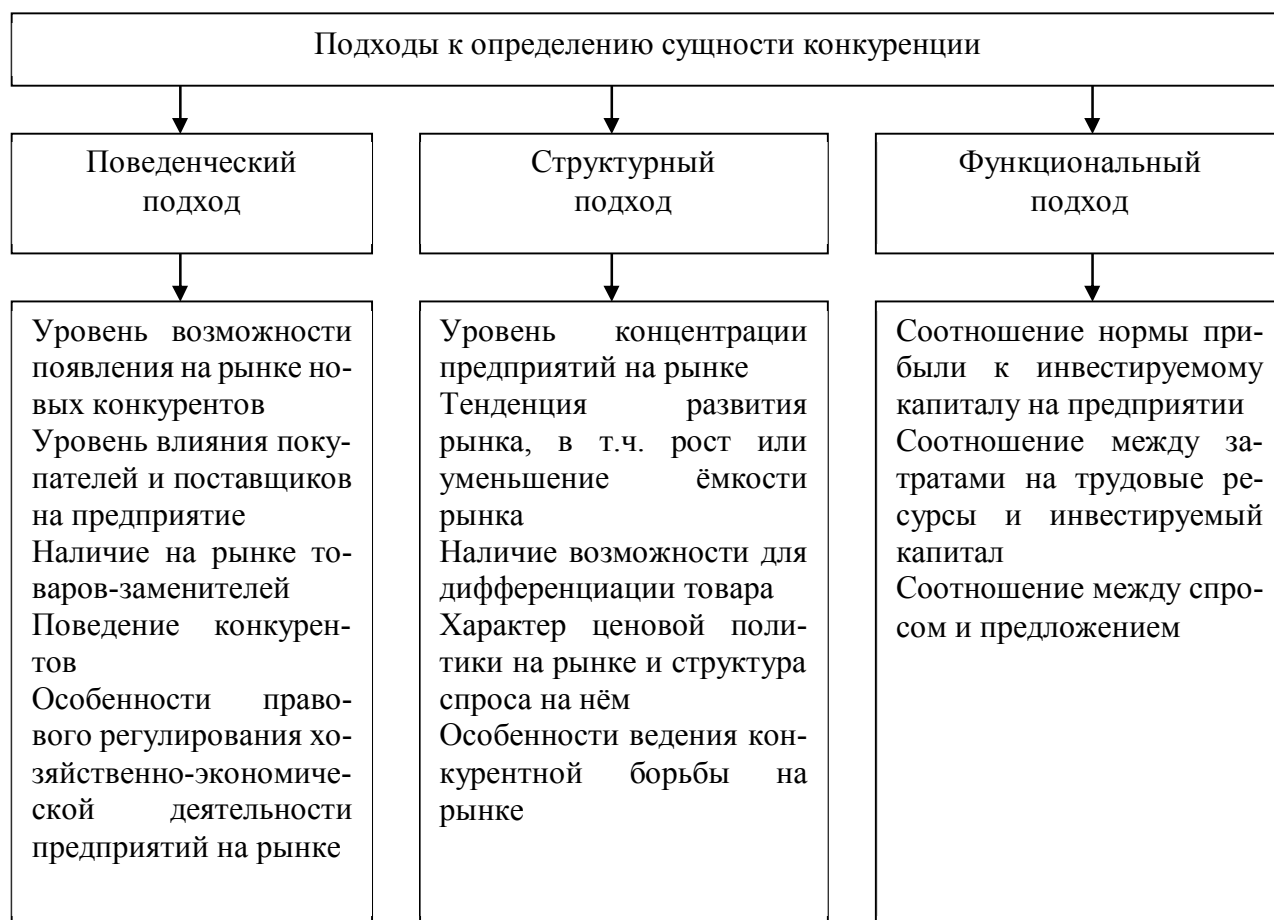 Подходы к определению сущности конкуренции
Поведенческий
подход
Структурный
подход
Функциональный
подход
Уровень возможности
появления на рынке но-
вых конкурентов
Уровень влияния поку-
пателей и поставщиков
на предприятие
Наличие на рынке то-
варов-заменителей
Поведение конкурен-
тов
Особенности право-
вого регулирования хо-
зяйственно-экономиче-
ской деятельности
предприятий на рынке
Уровень концентрации
предприятий на рынке
Тенденция развития
рынка, в т.ч. рост или
уменьшение ёмкости
рынка
Наличие возможности для
дифференциации товара
Характер ценовой поли-
тики на рынке и структура
спроса на нём
Особенности ведения кон-
курентной борьбы на
рынке
Соотношение нормы при-
были к инвестируемому
капиталу на предприятии
Соотношение между за-
тратами на трудовые ре-
сурсы и инвестируемый
капитал
Соотношение между спро-
сом и предложением